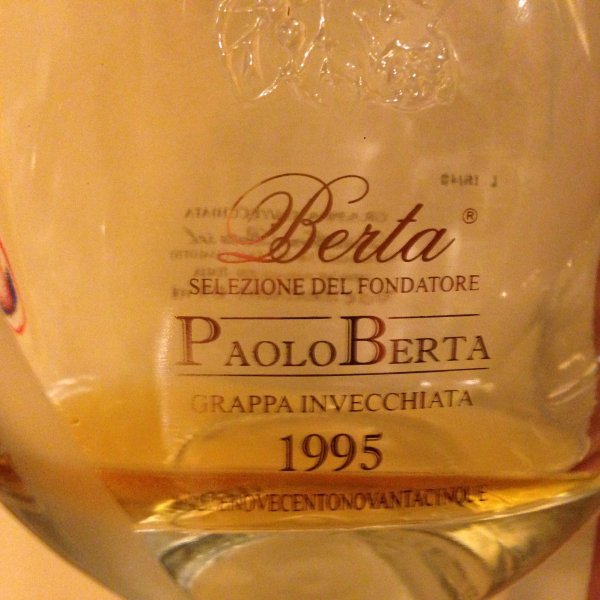 Berta®
SELEZIONE DEL FONDATORE
PAOLO BERTA
GRAPPA INVECCHIATA
1995